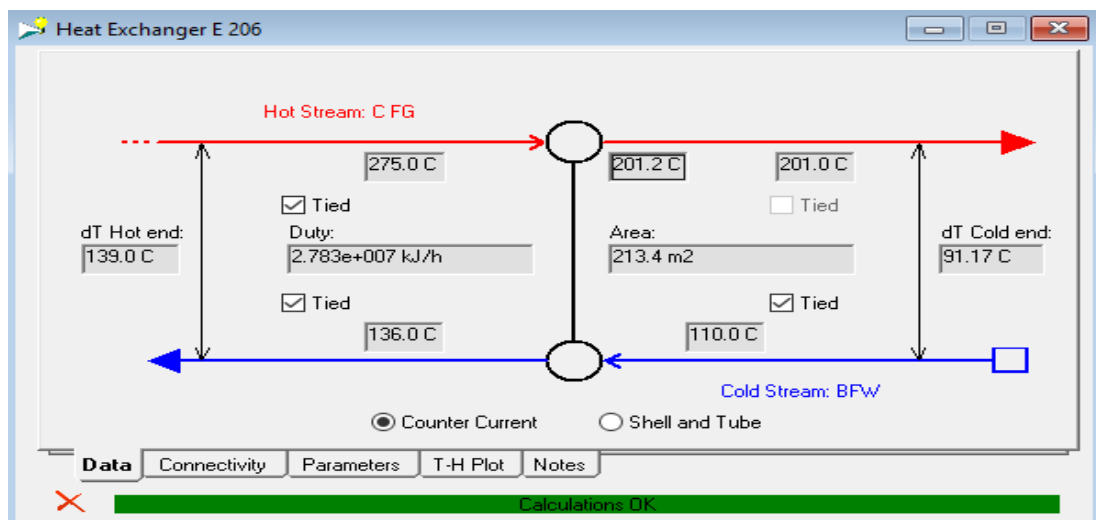 Heat Exchanger E 206
Hot Stream: C FG
275.0 C
201.2 C
201.0 C
Tied
Tied
dT Hot end:
139.0 C
Duty:
2.783e+007 kJ/h
Area:
213.4 m2
dT Cold end:
91.17 C
Tied
Tied
136.0 C
110.0 C
Cold Stream: BFW
Counter Current
Shell and Tube
Data
Connectivity
Parameters
T-H Plot
Notes
Calculations OK